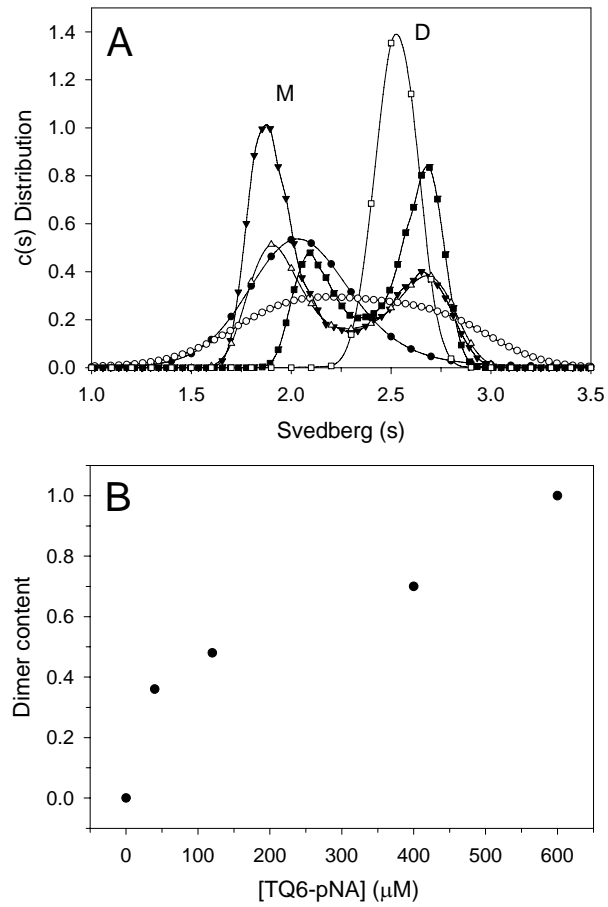 A
M
D
c(s) Distribution
1.4
1.2
1.0
0.8
0.6
0.4
0.2
0.0
1.0 1.5 2.0 2.5 3.0 3.5
Svedberg (s)
B
Dimer content
1.0
0.8
0.6
0.4
0.2
0.0
0 100 200 300 400 500 600
[TQ6-pNA] (μM)